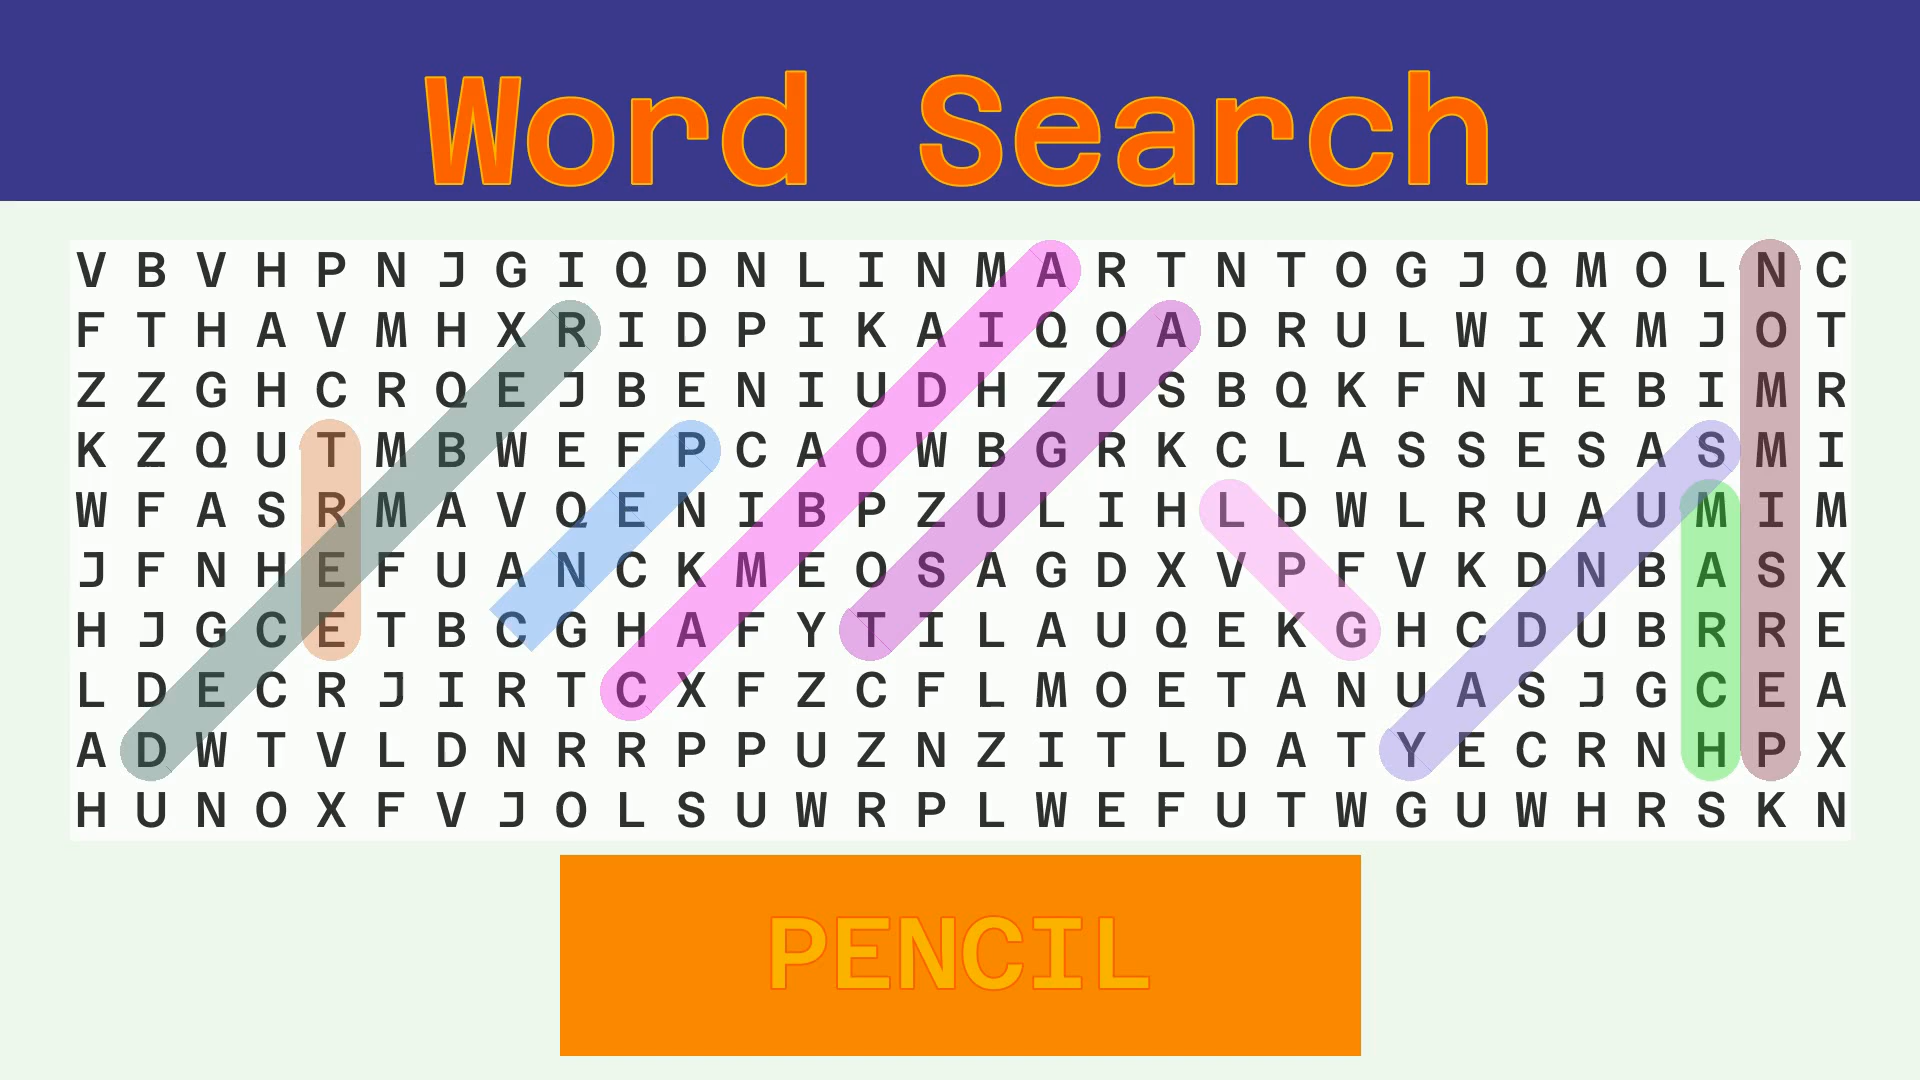 Word Search
V B V H P N J G I Q D N L I N M A R T N T O G J Q M O L N C
F T H A V M H X R I D P I K A I Q O A D R U L W I X M J O T
Z Z G H C R Q E J B E N I U D H Z U S B Q K F N I E B I M R
K Z Q U T M B W E F P C A O W B G R K C L A S S E S A S M I
W F A S R M A V Q E N I B P Z U L I H L D W L R U A U M I M
J F N H E F U A N C K M E O S A G D X V P F V K D N B A S X
H J G C E T B C G H A F Y T I L A U Q E K G H C D U B R R E
L D E C R J I R T C X F Z C F L M O E T A N U A S J G C E A
A D W T V L D N R R P P U Z N Z I T L D A T Y E C R N H P X
H U N O X F V J O L S U W R P L W E F U T W G U W H R S K N
PENCIL